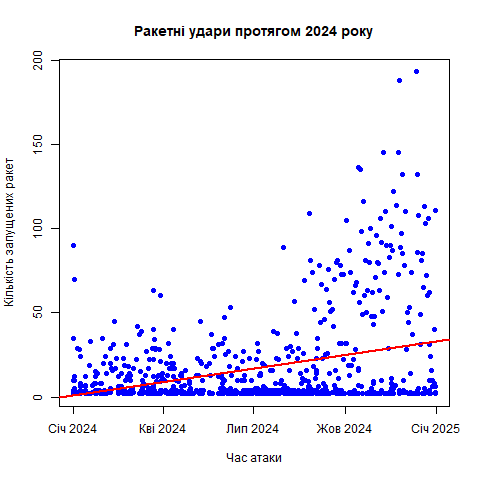 Ракетні удари протягом 2024 року
Кількість запущених ракет
200
150
100
50
0
Січ 2024
Кві 2024
Лип 2024
Жов 2024
Січ 2025
Час атаки